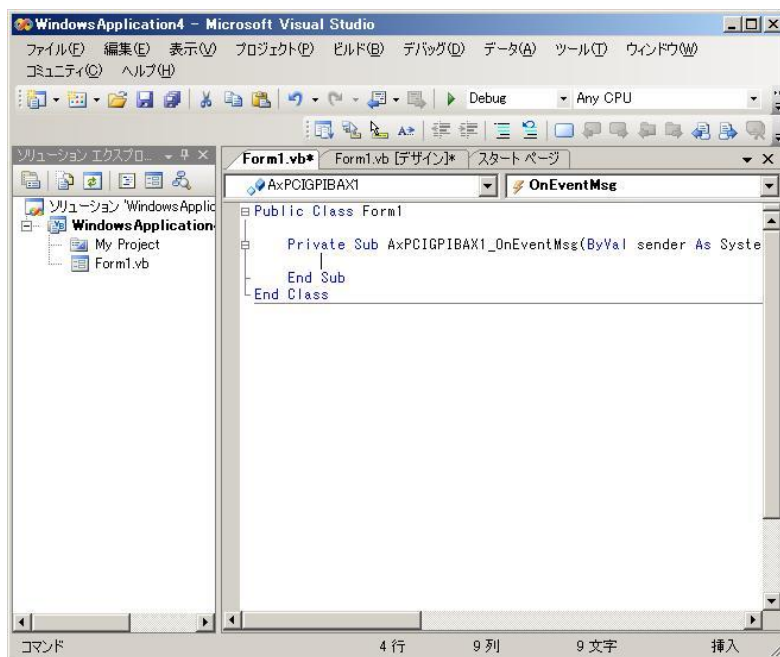 WindowsApplication4 - Microsoft Visual Studio
ファイル(F) 編集(E) 表示(V) プロジェクト(P) ビルド(B) デバッグ(D) データ(A) ツール(T) ウィンドウ(W)
コミュニティ(C) ヘルプ(H)
Debug Any CPU
ソリューション エクスプロ...
Form1.vb* Form1.vb [デザイン]* スタート ページ
AxPCIGPIBAX1 OnEventMsg
ソリューション 'WindowsApplic
WindowsApplication
My Project
Form1.vb
Public Class Form1
Private Sub AxPCIGPIBAX1_OnEventMsg(ByVal sender As Syste
End Sub
End Class
コマンド 4 行 9 列 9 文字 挿入